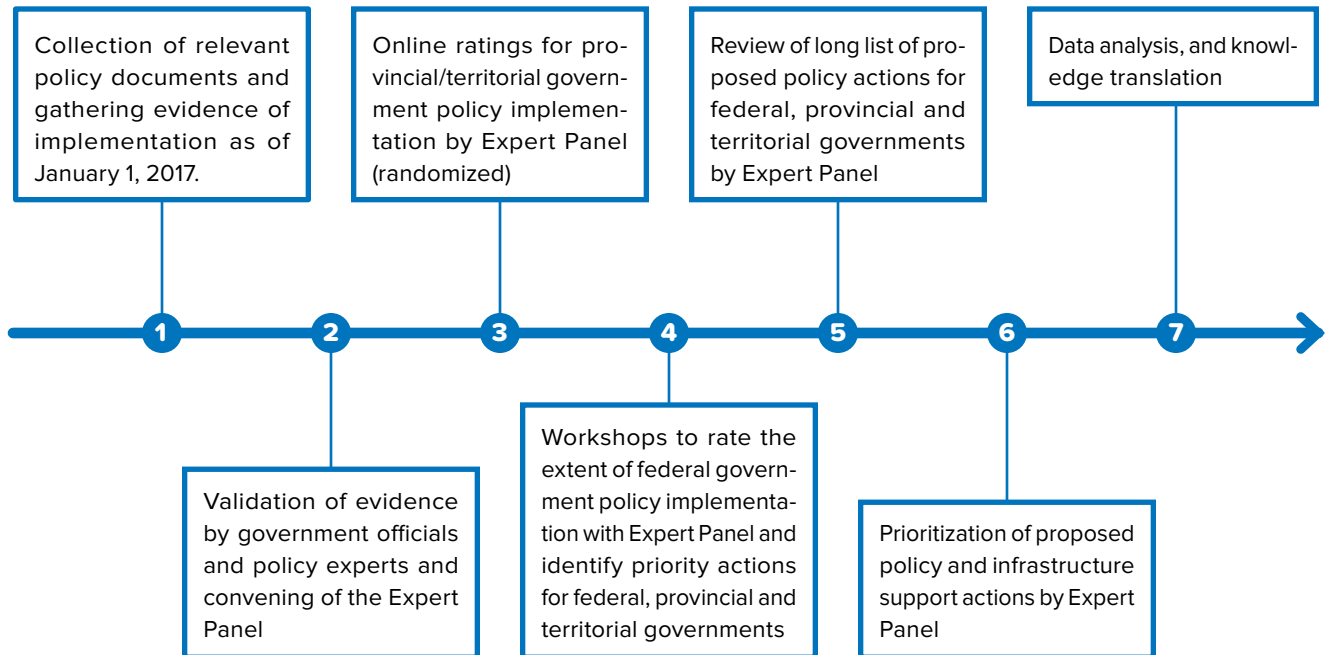 Collection of relevant
policy documents and
gathering evidence of
implementation as of
January 1, 2017.
Online ratings for pro-
vincial/territorial govern-
ment policy implemen-
tation by Expert Panel
(randomized)
Review of long list of pro-
posed policy actions for
federal, provincial and
territorial governments
by Expert Panel
Data analysis, and knowl-
edge translation
1
2
3
4
5
6
7
Validation of evidence
by government officials
and policy experts and
convening of the Expert
Panel
Workshops to rate the
extent of federal govern-
ment policy implementa-
tion with Expert Panel and
identify priority actions
for federal, provincial and
territorial governments
Prioritization of proposed
policy and infrastructure
support actions by Expert
Panel